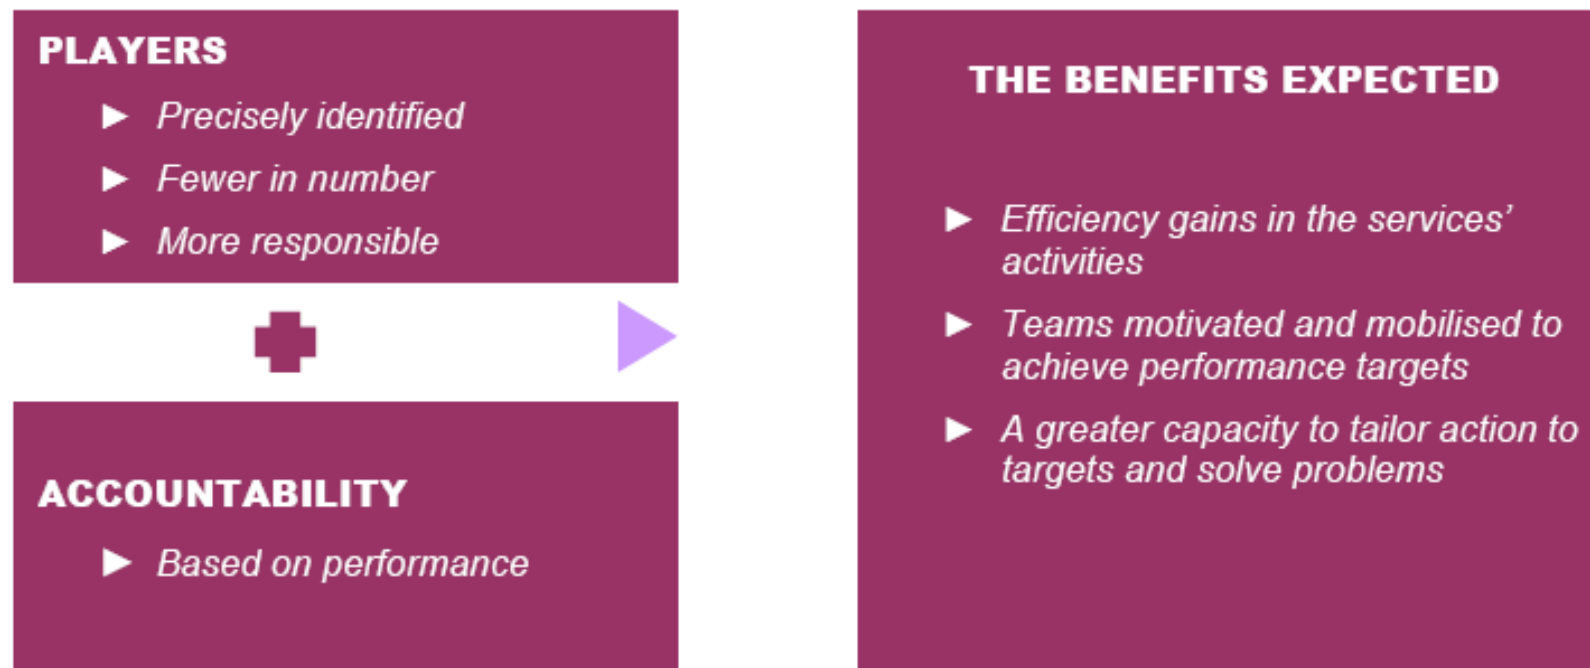 PLAYERS
► Precisely identified
► Fewer in number
► More responsible
ACCOUNTABILITY
► Based on performance
THE BENEFITS EXPECTED
► Efficiency gains in the services’
activities
► Teams motivated and mobilised to
achieve performance targets
► A greater capacity to tailor action to
targets and solve problems